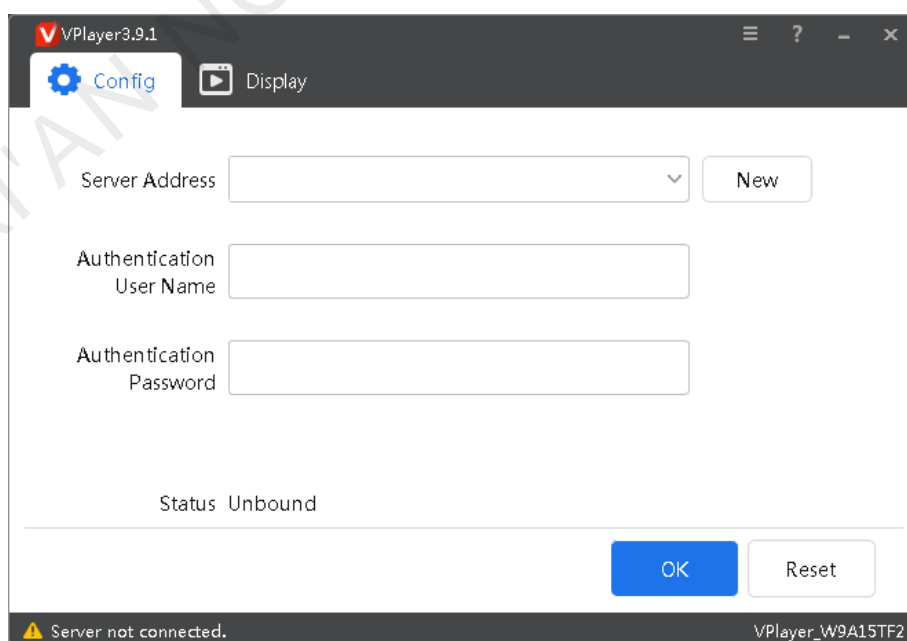 VPlayer3.9.1
Config
Display
Server Address
New
Authentication
User Name
Authentication
Password
Status Unbound
OK
Reset
Server not connected.
VPlayer_W9A15TF2